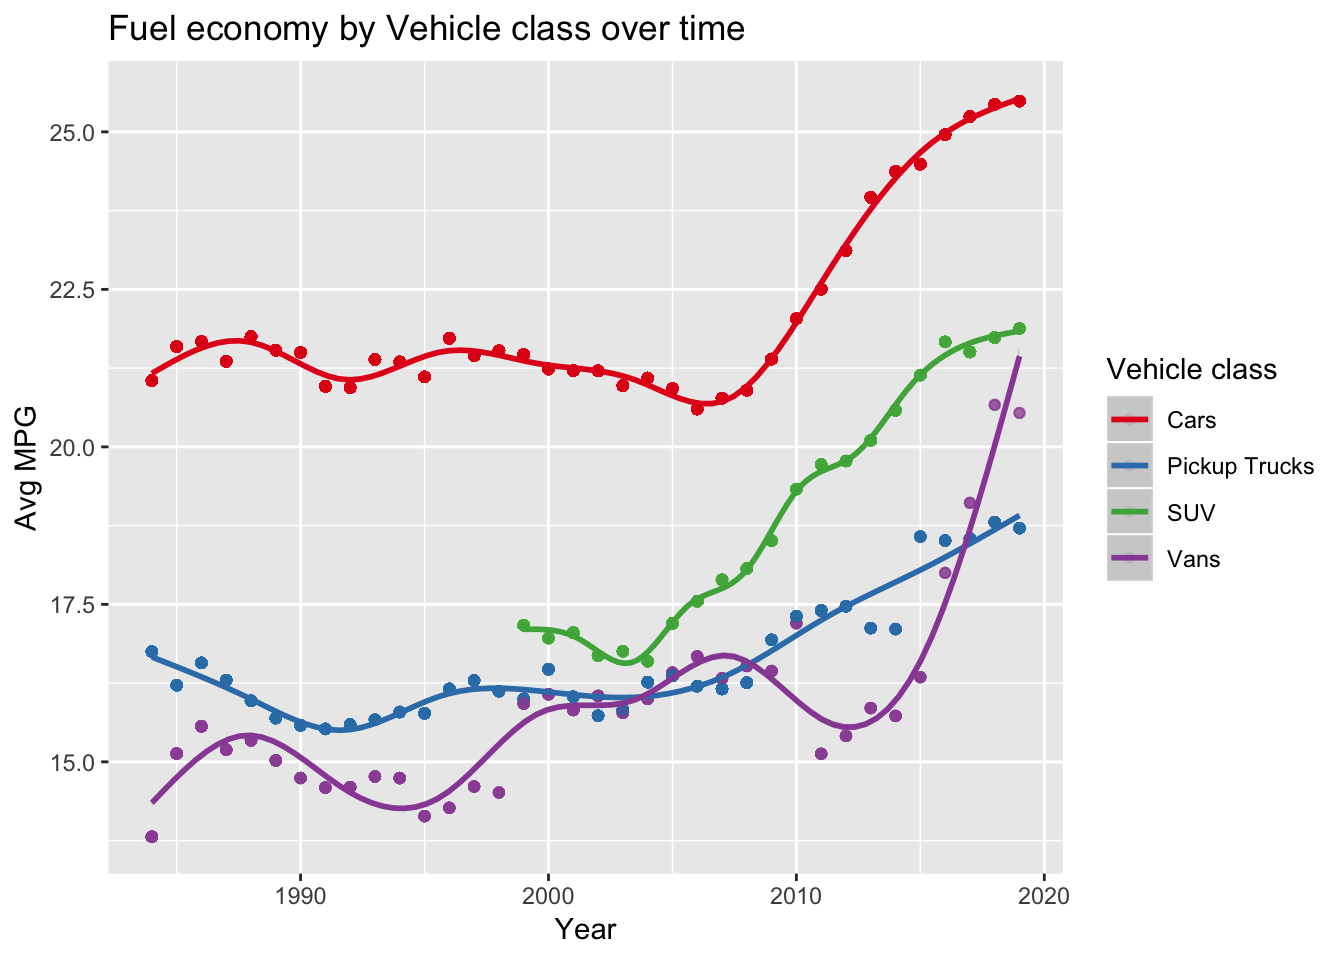 Fuel economy by Vehicle class over time
Avg MPG
25.0
22.5
20.0
17.5
15.0
1990
2000
2010
2020
Year
Vehicle class
Cars
Pickup Trucks
SUV
Vans